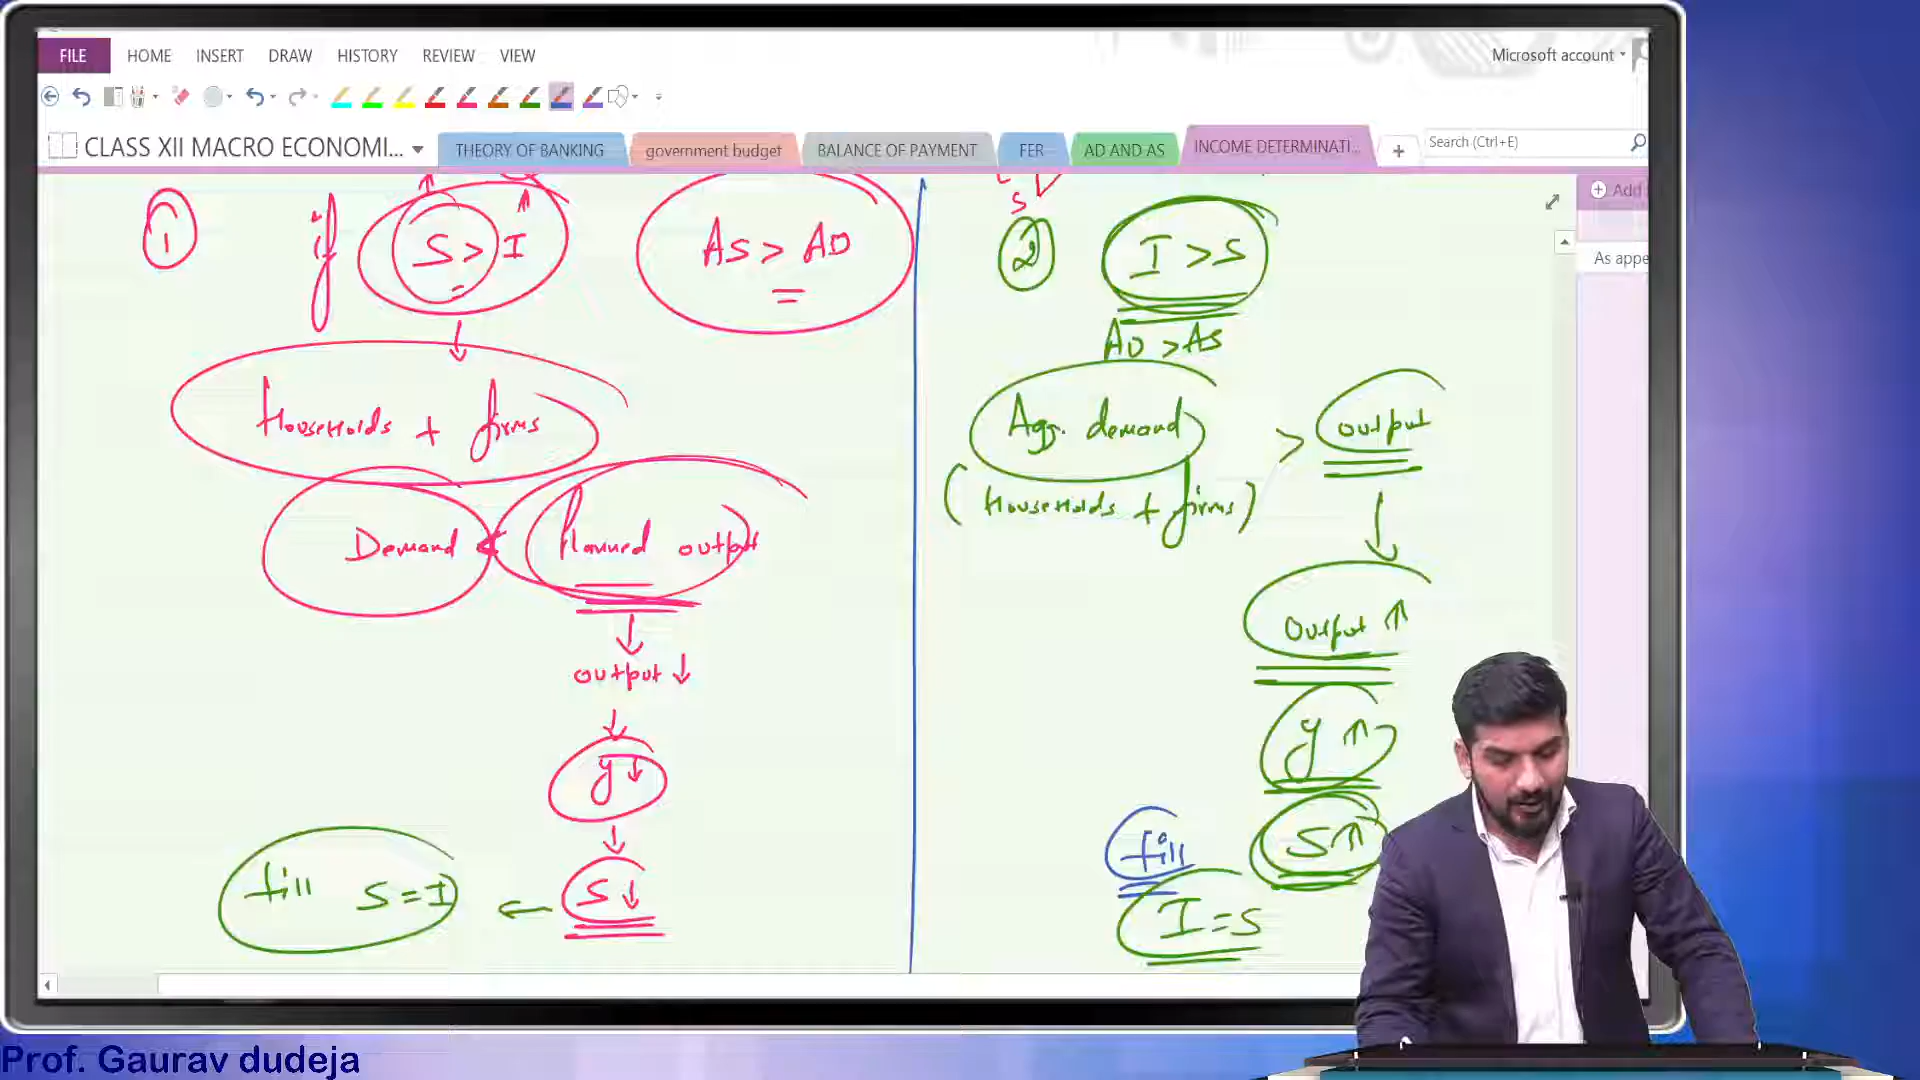 FILE HOME INSERT DRAW HISTORY REVIEW VIEW Microsoft account
CLASS XII MACRO ECONOMI... THEORY OF BANKING government budget BALANCE OF PAYMENT FER AD AND AS INCOME DETERMINATI... + Search (Ctrl+E)
+ Add
As appe
1 if S > I AS > AD
Households + firms
Demand < Planned output
output ↓
y ↓
S ↓
till S = I ←
S
2 I > S
AD > AS
Agg. demand > output
(Households + firms)
output ↑
y ↑
S ↑
till
I = S
Prof. Gaurav dudeja